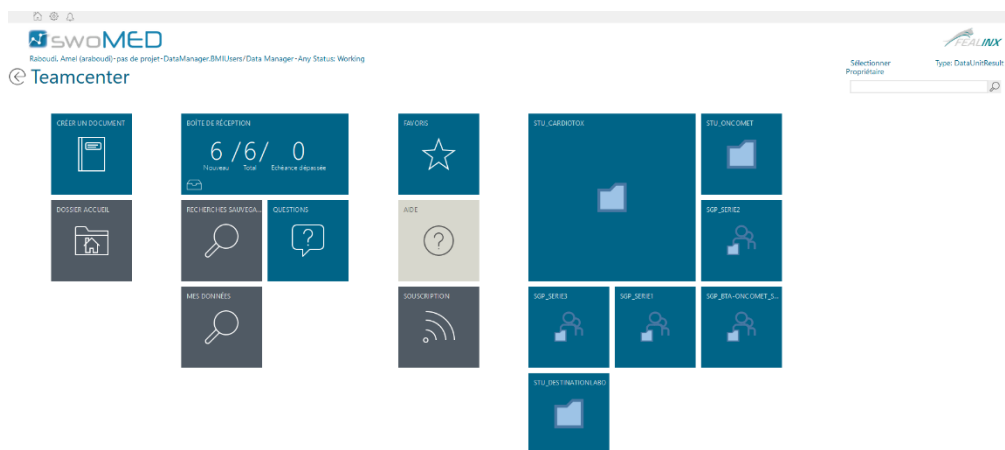 swoMED
FEALINX
Raboudi, Amel (araboudi)-pas de projet-DataManager.BMIUsers/Data Manager-Any Status: Working
Sélectionner
Propriétaire
Type: DataUnitResult
Teamcenter
CRÉER UN DOCUMENT
BOÎTE DE RÉCEPTION
6 /6/ 0
Nouveau Total Echéance dépassée
FAVORIS
STU_CARDIOTOX
STU_ONCOMET
DOSSIER ACCUEIL
RECHERCHES SAUVEGA...
QUESTIONS
AIDE
SGP_SERIE2
MES DONNÉES
SOUSCRIPTION
SGP_SERIE3
SGP_SERIE1
SGP_BTA-ONCOMET_S...
STU_DESTINATIONLABO